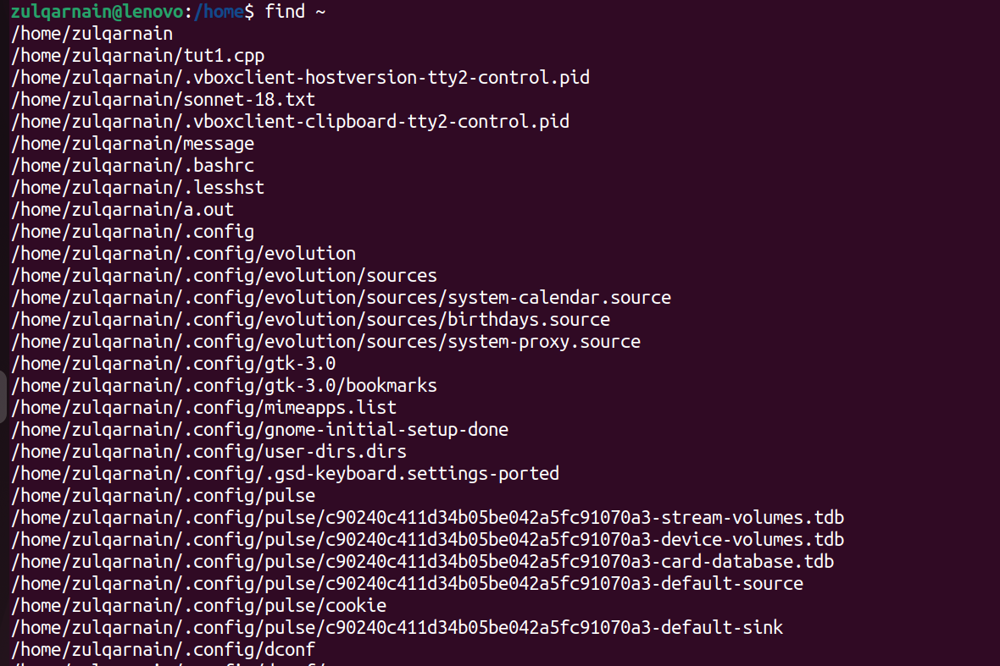 zulqarnain@lenovo:/home$ find ~
/home/zulqarnain
/home/zulqarnain/tut1.cpp
/home/zulqarnain/.vboxclient-hostversion-tty2-control.pid
/home/zulqarnain/sonnet-18.txt
/home/zulqarnain/.vboxclient-clipboard-tty2-control.pid
/home/zulqarnain/message
/home/zulqarnain/.bashrc
/home/zulqarnain/.lesshst
/home/zulqarnain/a.out
/home/zulqarnain/.config
/home/zulqarnain/.config/evolution
/home/zulqarnain/.config/evolution/sources
/home/zulqarnain/.config/evolution/sources/system-calendar.source
/home/zulqarnain/.config/evolution/sources/birthdays.source
/home/zulqarnain/.config/evolution/sources/system-proxy.source
/home/zulqarnain/.config/gtk-3.0
/home/zulqarnain/.config/gtk-3.0/bookmarks
/home/zulqarnain/.config/mimeapps.list
/home/zulqarnain/.config/gnome-initial-setup-done
/home/zulqarnain/.config/user-dirs.dirs
/home/zulqarnain/.config/.gsd-keyboard.settings-ported
/home/zulqarnain/.config/pulse
/home/zulqarnain/.config/pulse/c90240c411d34b05be042a5fc91070a3-stream-volumes.tdb
/home/zulqarnain/.config/pulse/c90240c411d34b05be042a5fc91070a3-device-volumes.tdb
/home/zulqarnain/.config/pulse/c90240c411d34b05be042a5fc91070a3-card-database.tdb
/home/zulqarnain/.config/pulse/c90240c411d34b05be042a5fc91070a3-default-source
/home/zulqarnain/.config/pulse/cookie
/home/zulqarnain/.config/pulse/c90240c411d34b05be042a5fc91070a3-default-sink
/home/zulqarnain/.config/dconf